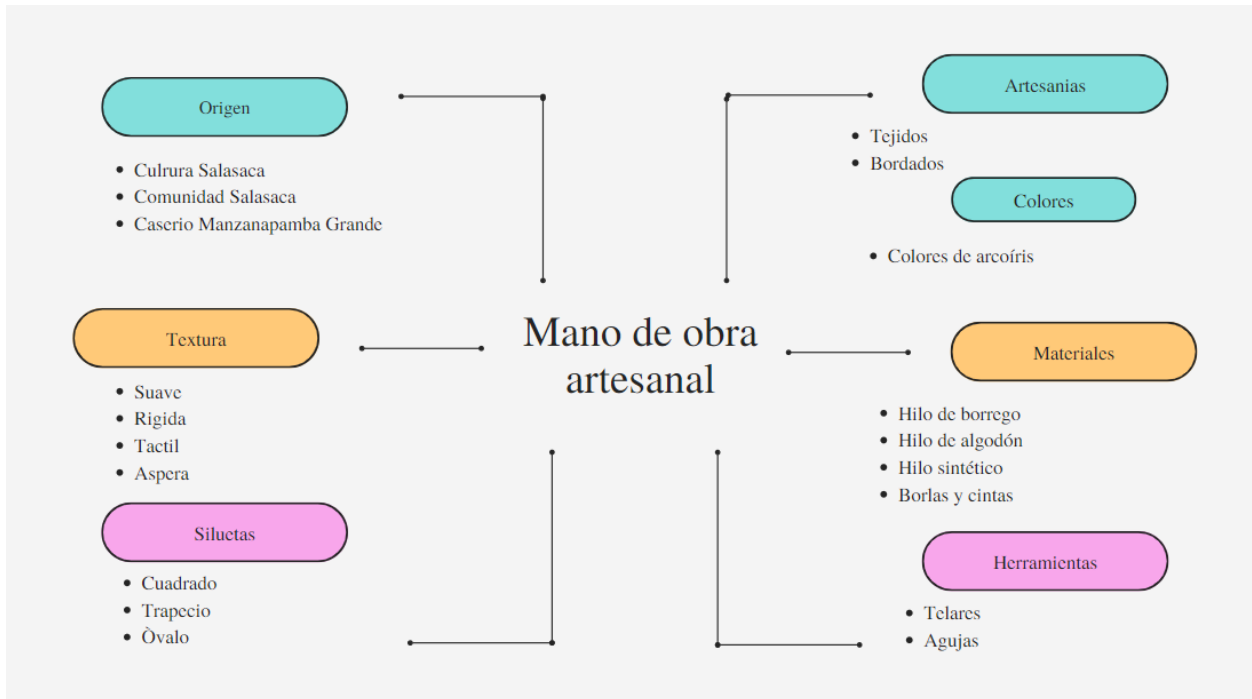 Origen
• Culrura Salasaca
• Comunidad Salasaca
• Caserio Manzanapamba Grande
Textura
• Suave
• Rigida
• Tactil
• Aspera
Siluetas
• Cuadrado
• Trapecio
• Òvalo
Mano de obra
artesanal
Artesanias
• Tejidos
• Bordados
Colores
• Colores de arcoíris
Materiales
• Hilo de borrego
• Hilo de algodón
• Hilo sintético
• Borlas y cintas
Herramientas
• Telares
• Agujas